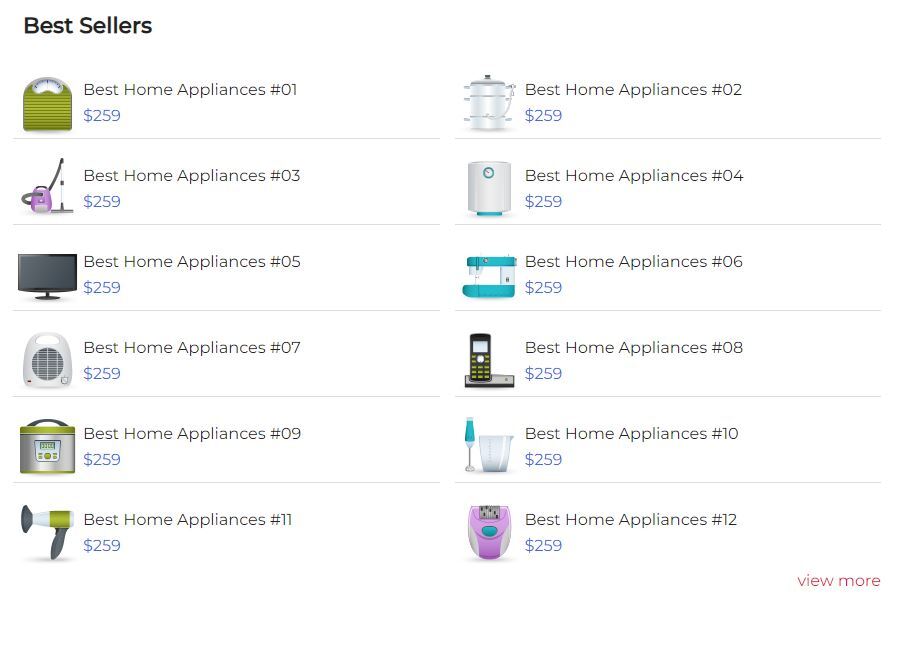 Best Sellers
Best Home Appliances #01
$259
Best Home Appliances #02
$259
Best Home Appliances #03
$259
Best Home Appliances #04
$259
Best Home Appliances #05
$259
Best Home Appliances #06
$259
Best Home Appliances #07
$259
Best Home Appliances #08
$259
Best Home Appliances #09
$259
Best Home Appliances #10
$259
Best Home Appliances #11
$259
Best Home Appliances #12
$259
view more